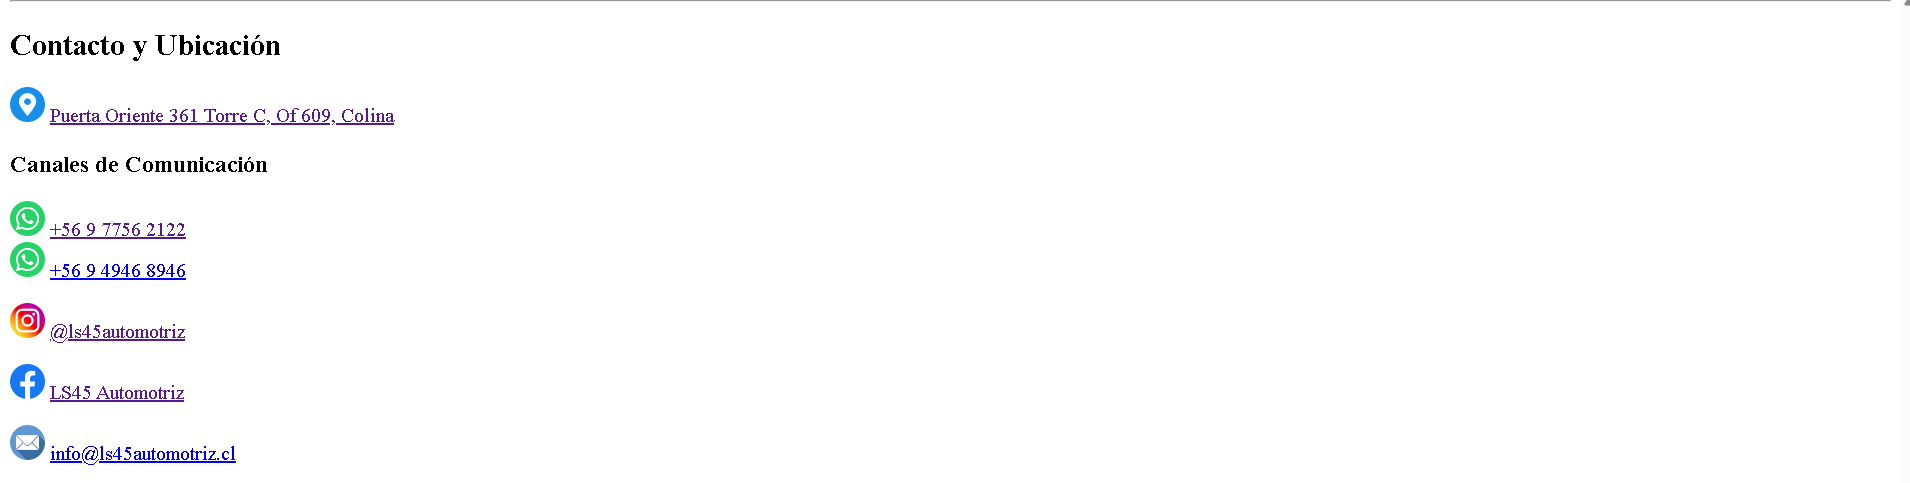 Contacto y Ubicación
Puerta Oriente 361 Torre C, Of 609, Colina
Canales de Comunicación
+56 9 7756 2122
+56 9 4946 8946
@ls45automotriz
LS45 Automotriz
info@ls45automotriz.cl